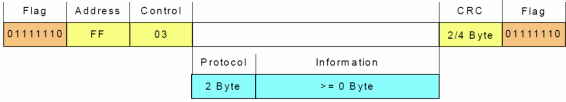 Flag Address Control CRC Flag
01111110 FF 03 2/4 Byte 01111110
Protocol Information
2 Byte >= 0 Byte